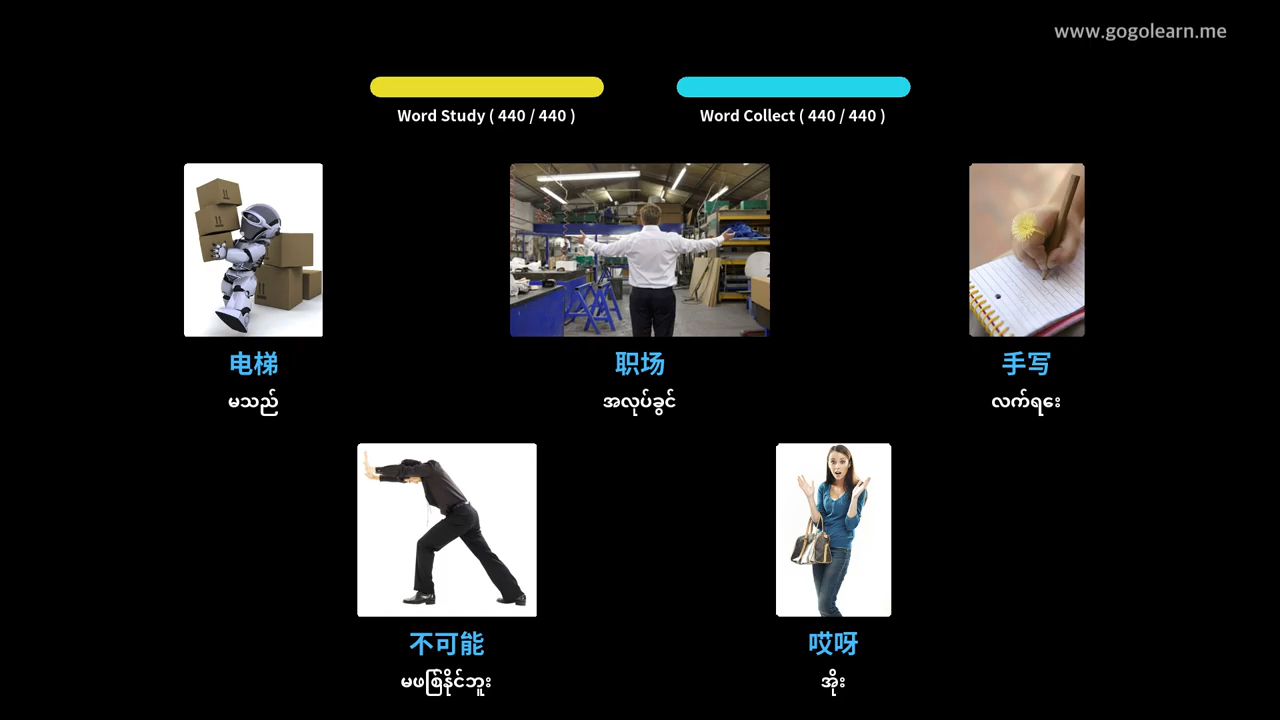 www.gogolearn.me
Word Study ( 440 / 440 )
Word Collect ( 440 / 440 )
电梯
မသည်
职场
အလုပ်ခွင်
手写
လက်ရေး
不可能
မဖြစ်နိုင်ဘူး
哎呀
အိုး